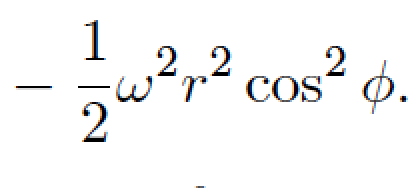 − 1/2 ω² r² cos² ϕ.